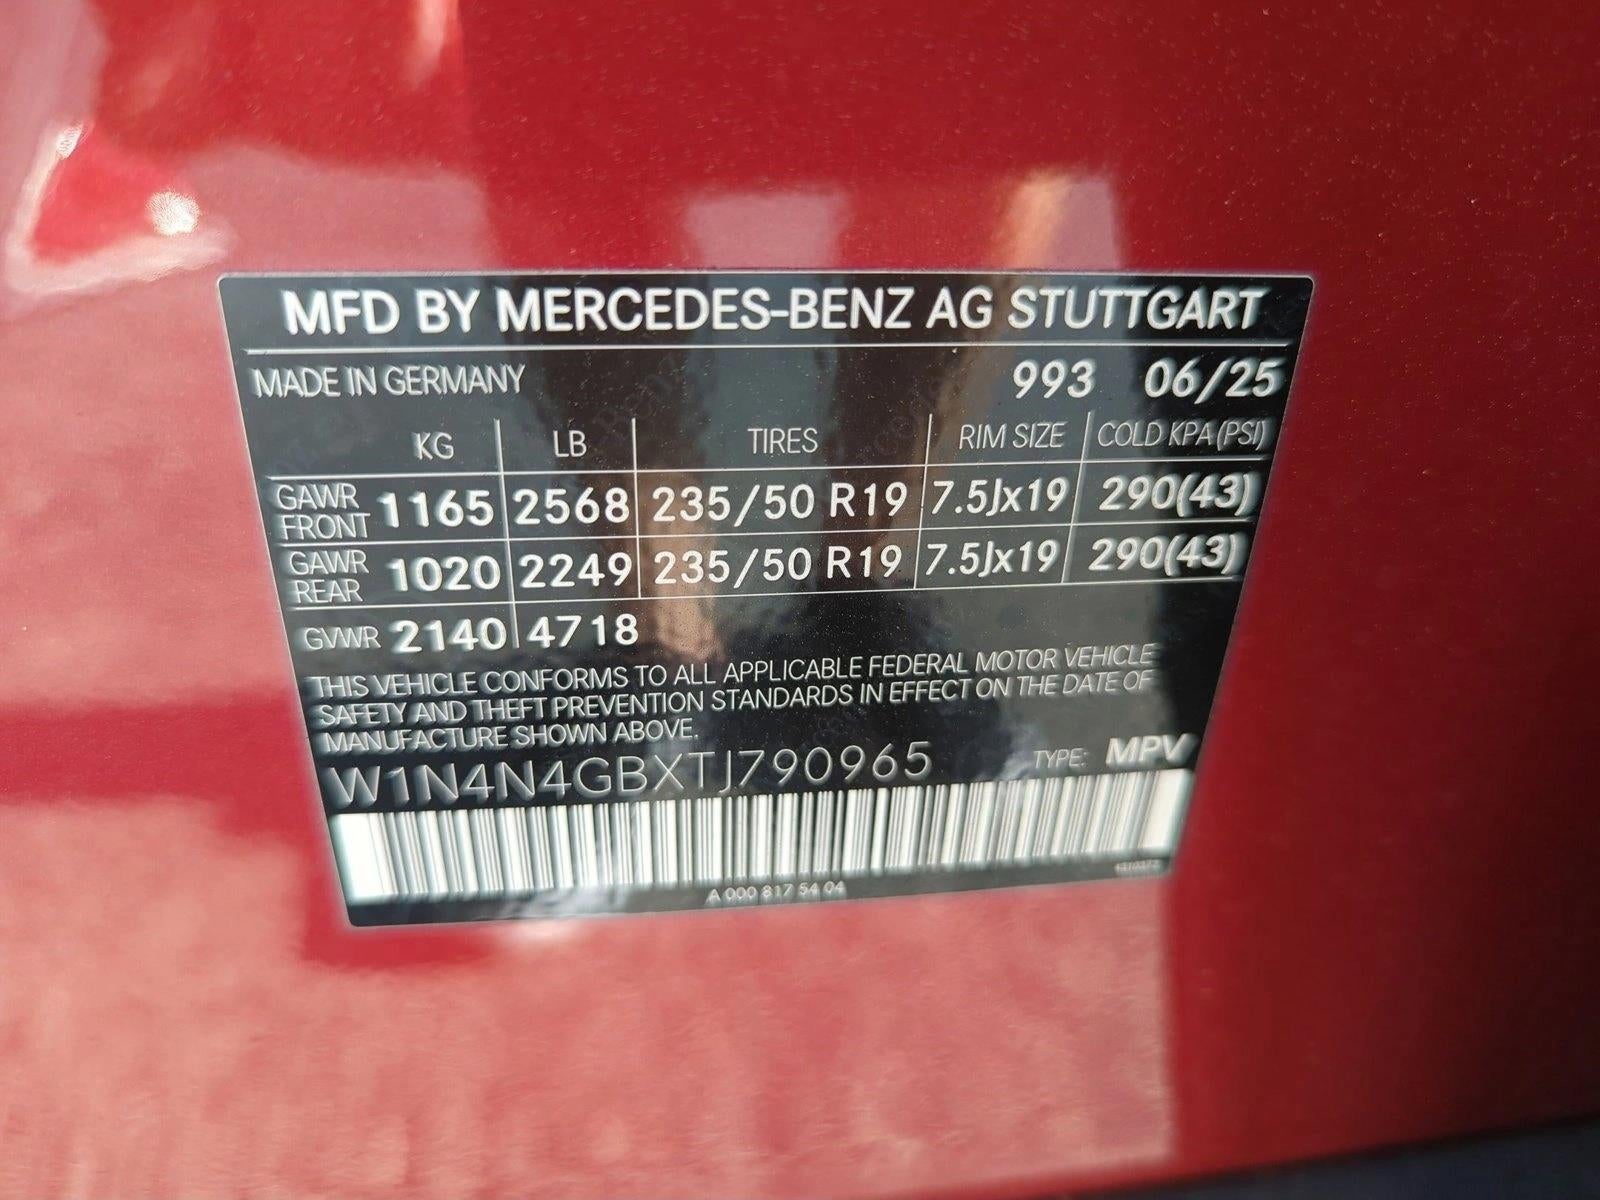 MFD BY MERCEDES-BENZ AG STUTTGART
MADE IN GERMANY 993 06/25
KG LB TIRES RIM SIZE COLD KPA(PSI)
GAWR FRONT 1165 2568 235/50 R19 7.5Jx19 290(43)
GAWR REAR 1020 2249 235/50 R19 7.5Jx19 290(43)
GVWR 2140 4718
THIS VEHICLE CONFORMS TO ALL APPLICABLE FEDERAL MOTOR VEHICLE
SAFETY AND THEFT PREVENTION STANDARDS IN EFFECT ON THE DATE OF
MANUFACTURE SHOWN ABOVE.
W1N4N4GBXTJ790965 TYPE: MPV
A 000 817 54 04